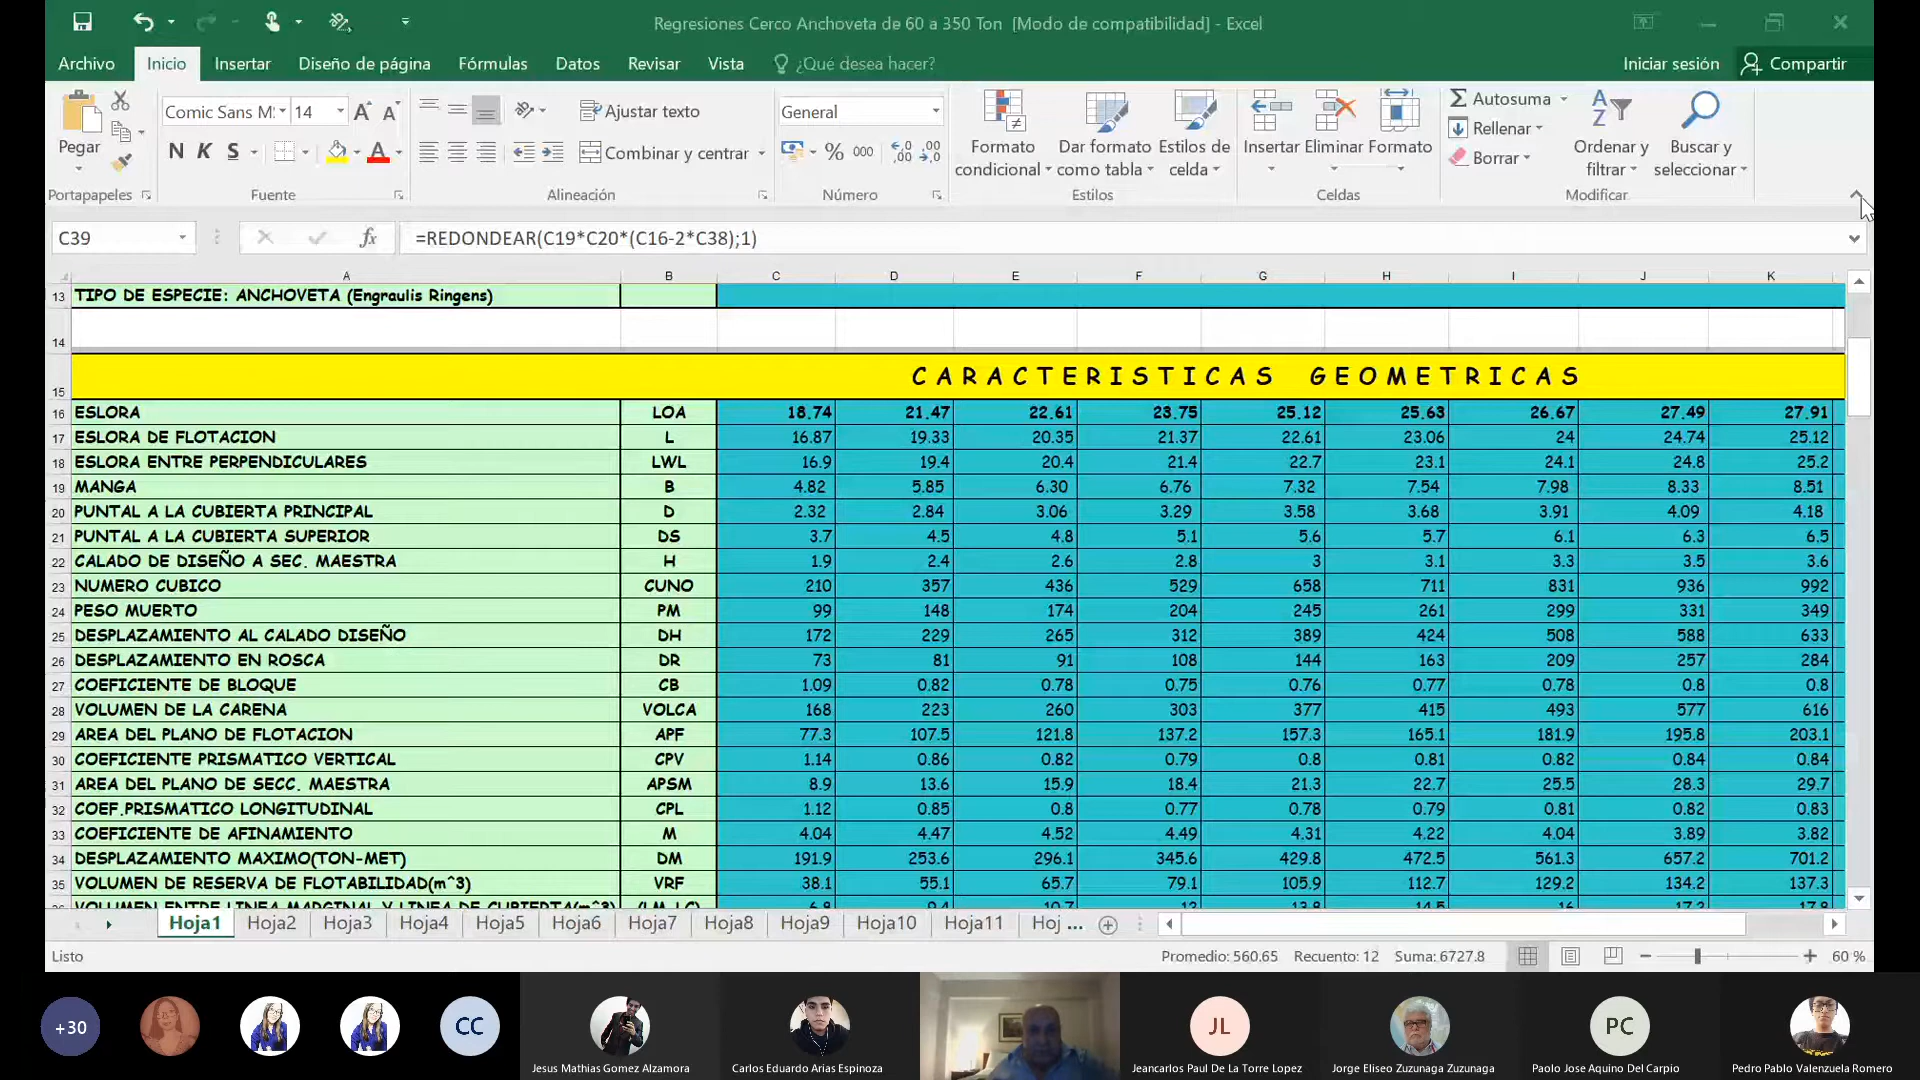 Regresiones Cerco Anchoveta de 60 a 350 Ton [Modo de compatibilidad] - Excel
Archivo Inicio Insertar Diseño de página Fórmulas Datos Revisar Vista ¿Qué desea hacer? Iniciar sesión Compartir
Pegar Comic Sans M 14 Ajustar texto General Formato condicional Dar formato como tabla Estilos de celda Insertar Eliminar Formato Autosuma Ordenar y filtrar Buscar y seleccionar
N K S Combinar y centrar % 000 Rellenar
Borrar
Portapapeles Fuente Alineación Número Estilos Celdas Modificar
C39 fx =REDONDEAR(C19*C20*(C16-2*C38);1)
A B C D E F G H I J K
13 TIPO DE ESPECIE: ANCHOVETA (Engraulis Ringens)
14
15 CARACTERISTICAS GEOMETRICAS
16 ESLORA LOA 18.74 21.47 22.61 23.75 25.12 25.63 26.67 27.49 27.91
17 ESLORA DE FLOTACION L 16.87 19.33 20.35 21.37 22.61 23.06 24 24.74 25.12
18 ESLORA ENTRE PERPENDICULARES LWL 16.9 19.4 20.4 21.4 22.7 23.1 24.1 24.8 25.2
19 MANGA B 4.82 5.85 6.30 6.76 7.32 7.54 7.98 8.33 8.51
20 PUNTAL A LA CUBIERTA PRINCIPAL D 2.32 2.84 3.06 3.29 3.58 3.68 3.91 4.09 4.18
21 PUNTAL A LA CUBIERTA SUPERIOR DS 3.7 4.5 4.8 5.1 5.6 5.7 6.1 6.3 6.5
22 CALADO DE DISEÑO A SEC. MAESTRA H 1.9 2.4 2.6 2.8 3 3.1 3.3 3.5 3.6
23 NUMERO CUBICO CUNO 210 357 436 529 658 711 831 936 992
24 PESO MUERTO PM 99 148 174 204 245 261 299 331 349
25 DESPLAZAMIENTO AL CALADO DISEÑO DH 172 229 265 312 389 424 508 588 633
26 DESPLAZAMIENTO EN ROSCA DR 73 81 91 108 144 163 209 257 284
27 COEFICIENTE DE BLOQUE CB 1.09 0.82 0.78 0.75 0.76 0.77 0.78 0.8 0.8
28 VOLUMEN DE LA CARENA VOLCA 168 223 260 303 377 415 493 577 616
29 AREA DEL PLANO DE FLOTACION APF 77.3 107.5 121.8 137.2 157.3 165.1 181.9 195.8 203.1
30 COEFICIENTE PRISMATICO VERTICAL CPV 1.14 0.86 0.82 0.79 0.8 0.81 0.82 0.84 0.84
31 AREA DEL PLANO DE SECC. MAESTRA APSM 8.9 13.6 15.9 18.4 21.3 22.7 25.5 28.3 29.7
32 COEF.PRISMATICO LONGITUDINAL CPL 1.12 0.85 0.8 0.77 0.78 0.79 0.81 0.82 0.83
33 COEFICIENTE DE AFINAMIENTO M 4.04 4.47 4.52 4.49 4.31 4.22 4.04 3.89 3.82
34 DESPLAZAMIENTO MAXIMO(TON-MET) DM 191.9 253.6 296.1 345.6 429.8 472.5 561.3 657.2 701.2
35 VOLUMEN DE RESERVA DE FLOTABILIDAD(m^3) VRF 38.1 55.1 65.7 79.1 105.9 112.7 129.2 134.2 137.3
Hoja1 Hoja2 Hoja3 Hoja4 Hoja5 Hoja6 Hoja7 Hoja8 Hoja9 Hoja10 Hoja11 Hoj ...
Listo Promedio: 560.65 Recuento: 12 Suma: 6727.8 60 %
+30 CC JL PC
Jesus Mathias Gomez Alzamora Carlos Eduardo Arias Espinoza Jeancarlos Paul De La Torre Lopez Jorge Eliseo Zuzunaga Zuzunaga Paolo Jose Aquino Del Carpio Pedro Pablo Valenzuela Romero